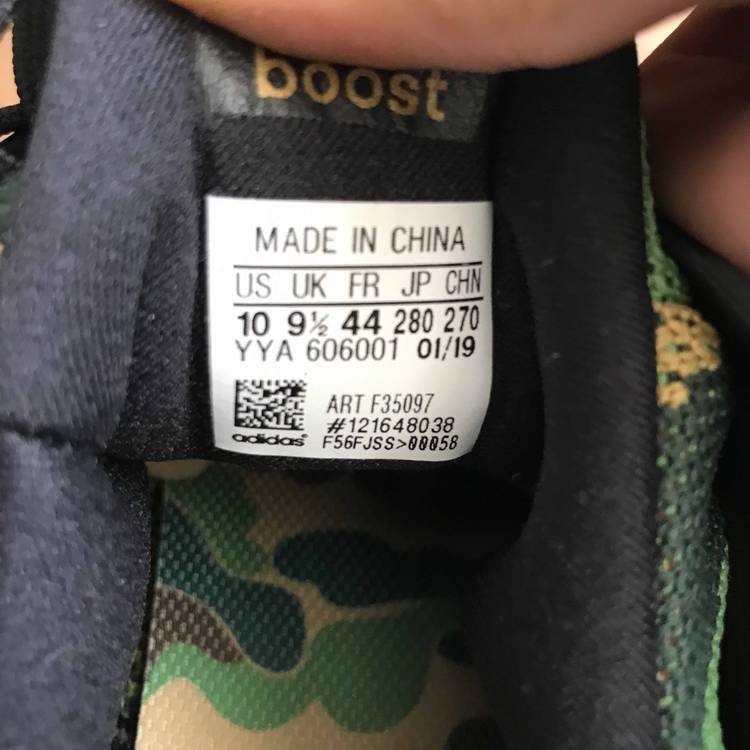 boost
MADE IN CHINA
US UK FR JP CHN
10 9½ 44 280 270
YYA 606001 01/19
ART F35097
#121648038
adidas F56FJSS>00058